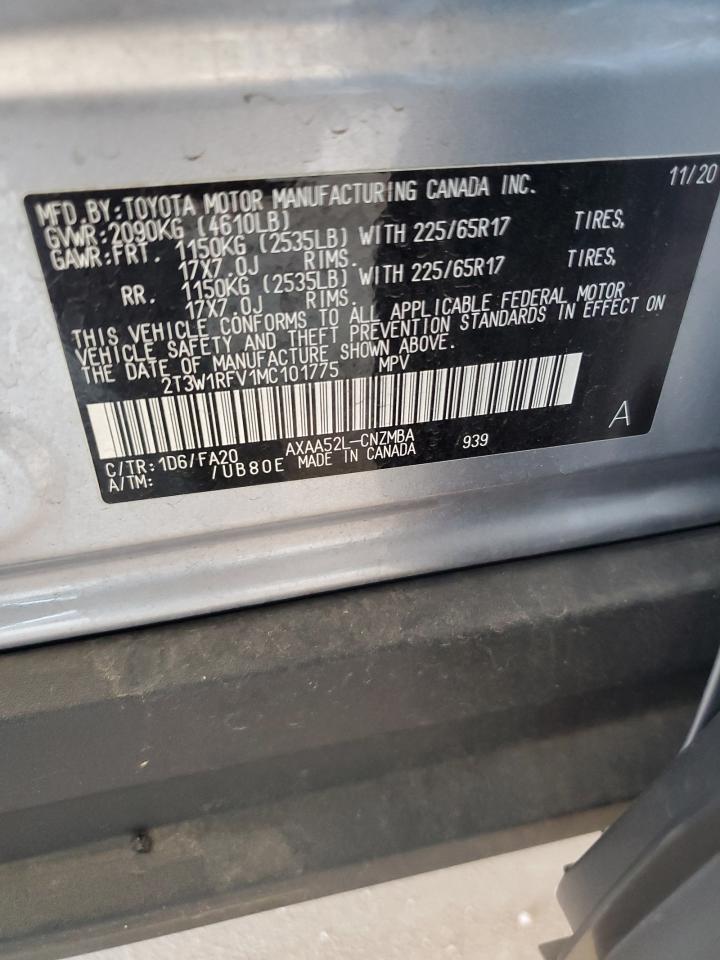 11/20
MFD.BY:TOYOTA MOTOR MANUFACTURING CANADA INC.
GVWR:2090KG (4610LB)
GAWR:FRT. 1150KG (2535LB) WITH 225/65R17 TIRES,
17X7.0J RIMS.
RR. 1150KG (2535LB) WITH 225/65R17 TIRES,
17X7.0J RIMS.
THIS VEHICLE CONFORMS TO ALL APPLICABLE FEDERAL MOTOR
VEHICLE SAFETY AND THEFT PREVENTION STANDARDS IN EFFECT ON
THE DATE OF MANUFACTURE SHOWN ABOVE.
2T3W1RFV1MC101775 MPV
A
C/TR:1D6/FA20 AXAA52L-CNZMBA 939
A/TM: /UB80E MADE IN CANADA